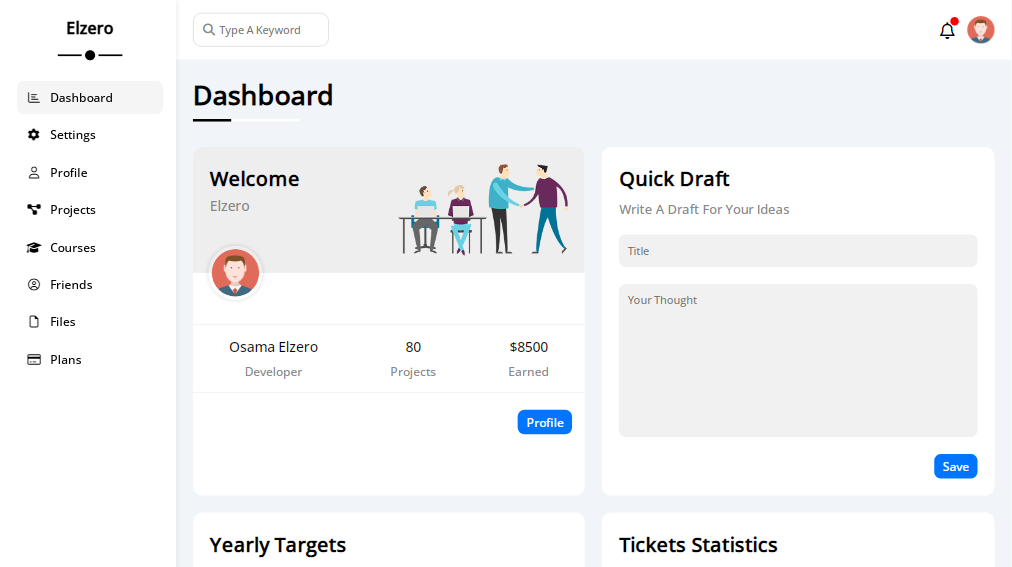 Elzero
Dashboard
Settings
Profile
Projects
Courses
Friends
Files
Plans
Type A Keyword
Dashboard
Welcome
Elzero
Osama Elzero
Developer
80
Projects
$8500
Earned
Profile
Quick Draft
Write A Draft For Your Ideas
Title
Your Thought
Save
Yearly Targets
Tickets Statistics